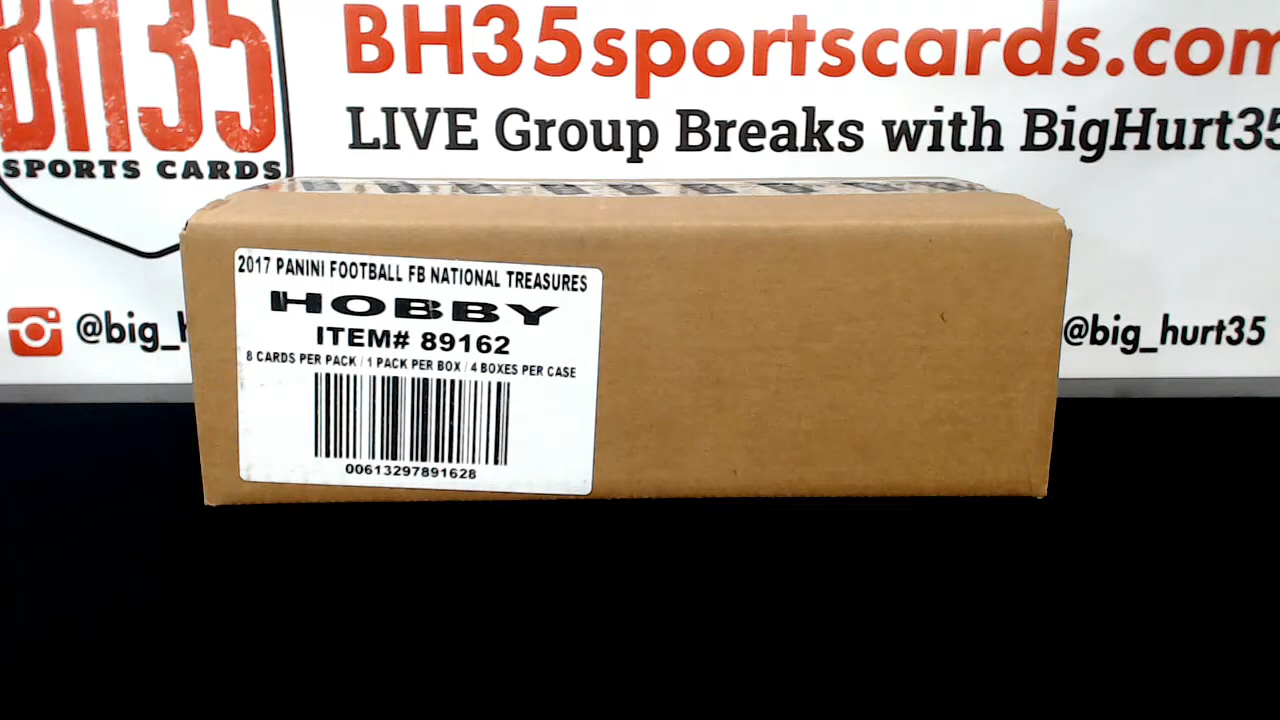 BH35
SPORTS CARDS
BH35sportscards.com
LIVE Group Breaks with BigHurt35
@big_
@big_hurt35
2017 PANINI FOOTBALL FB NATIONAL TREASURES
HOBBY
ITEM# 89162
8 CARDS PER PACK / 1 PACK PER BOX / 4 BOXES PER CASE
00613297891628